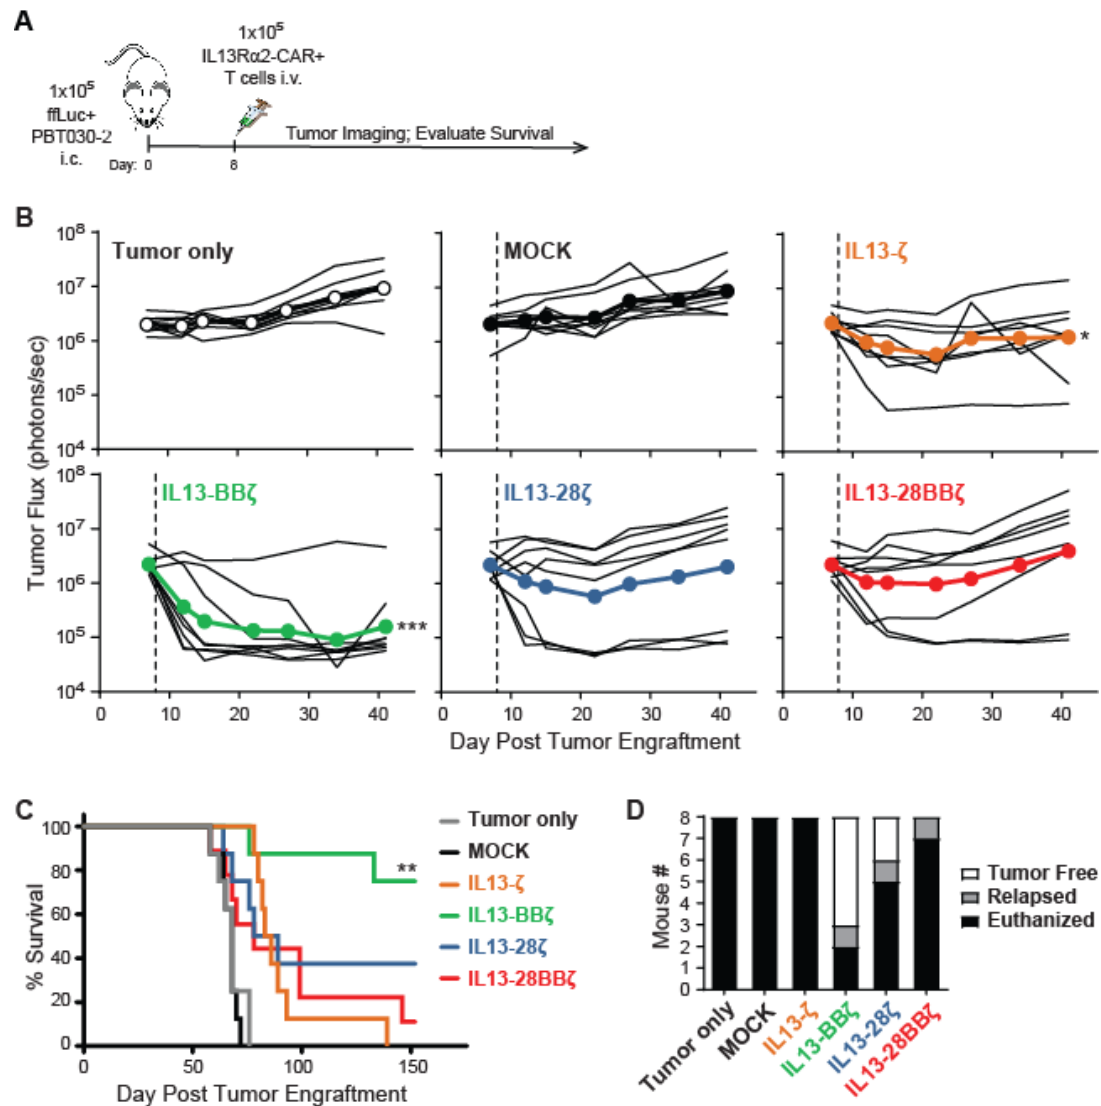 A
1x10⁵
IL13Rα2-CAR+
T cells i.v.
1x10⁵
ffLuc+
PBT030-2
i.c.
Tumor Imaging; Evaluate Survival
Day: 0 8
B
Tumor Flux (photons/sec)
10⁸
10⁷
10⁶
10⁵
10⁴
Tumor only
MOCK
IL13-ζ
*
10⁸
10⁷
10⁶
10⁵
10⁴
IL13-BBζ
***
IL13-28ζ
IL13-28BBζ
0 10 20 30 40
0 10 20 30 40
0 10 20 30 40
Day Post Tumor Engraftment
C
% Survival
100
80
60
40
20
0
**
0 50 100 150
Day Post Tumor Engraftment
Tumor only
MOCK
IL13-ζ
IL13-BBζ
IL13-28ζ
IL13-28BBζ
D
Mouse #
8
7
6
5
4
3
2
1
0
Tumor only
MOCK
IL13-ζ
IL13-BBζ
IL13-28ζ
IL13-28BBζ
Tumor Free
Relapsed
Euthanized